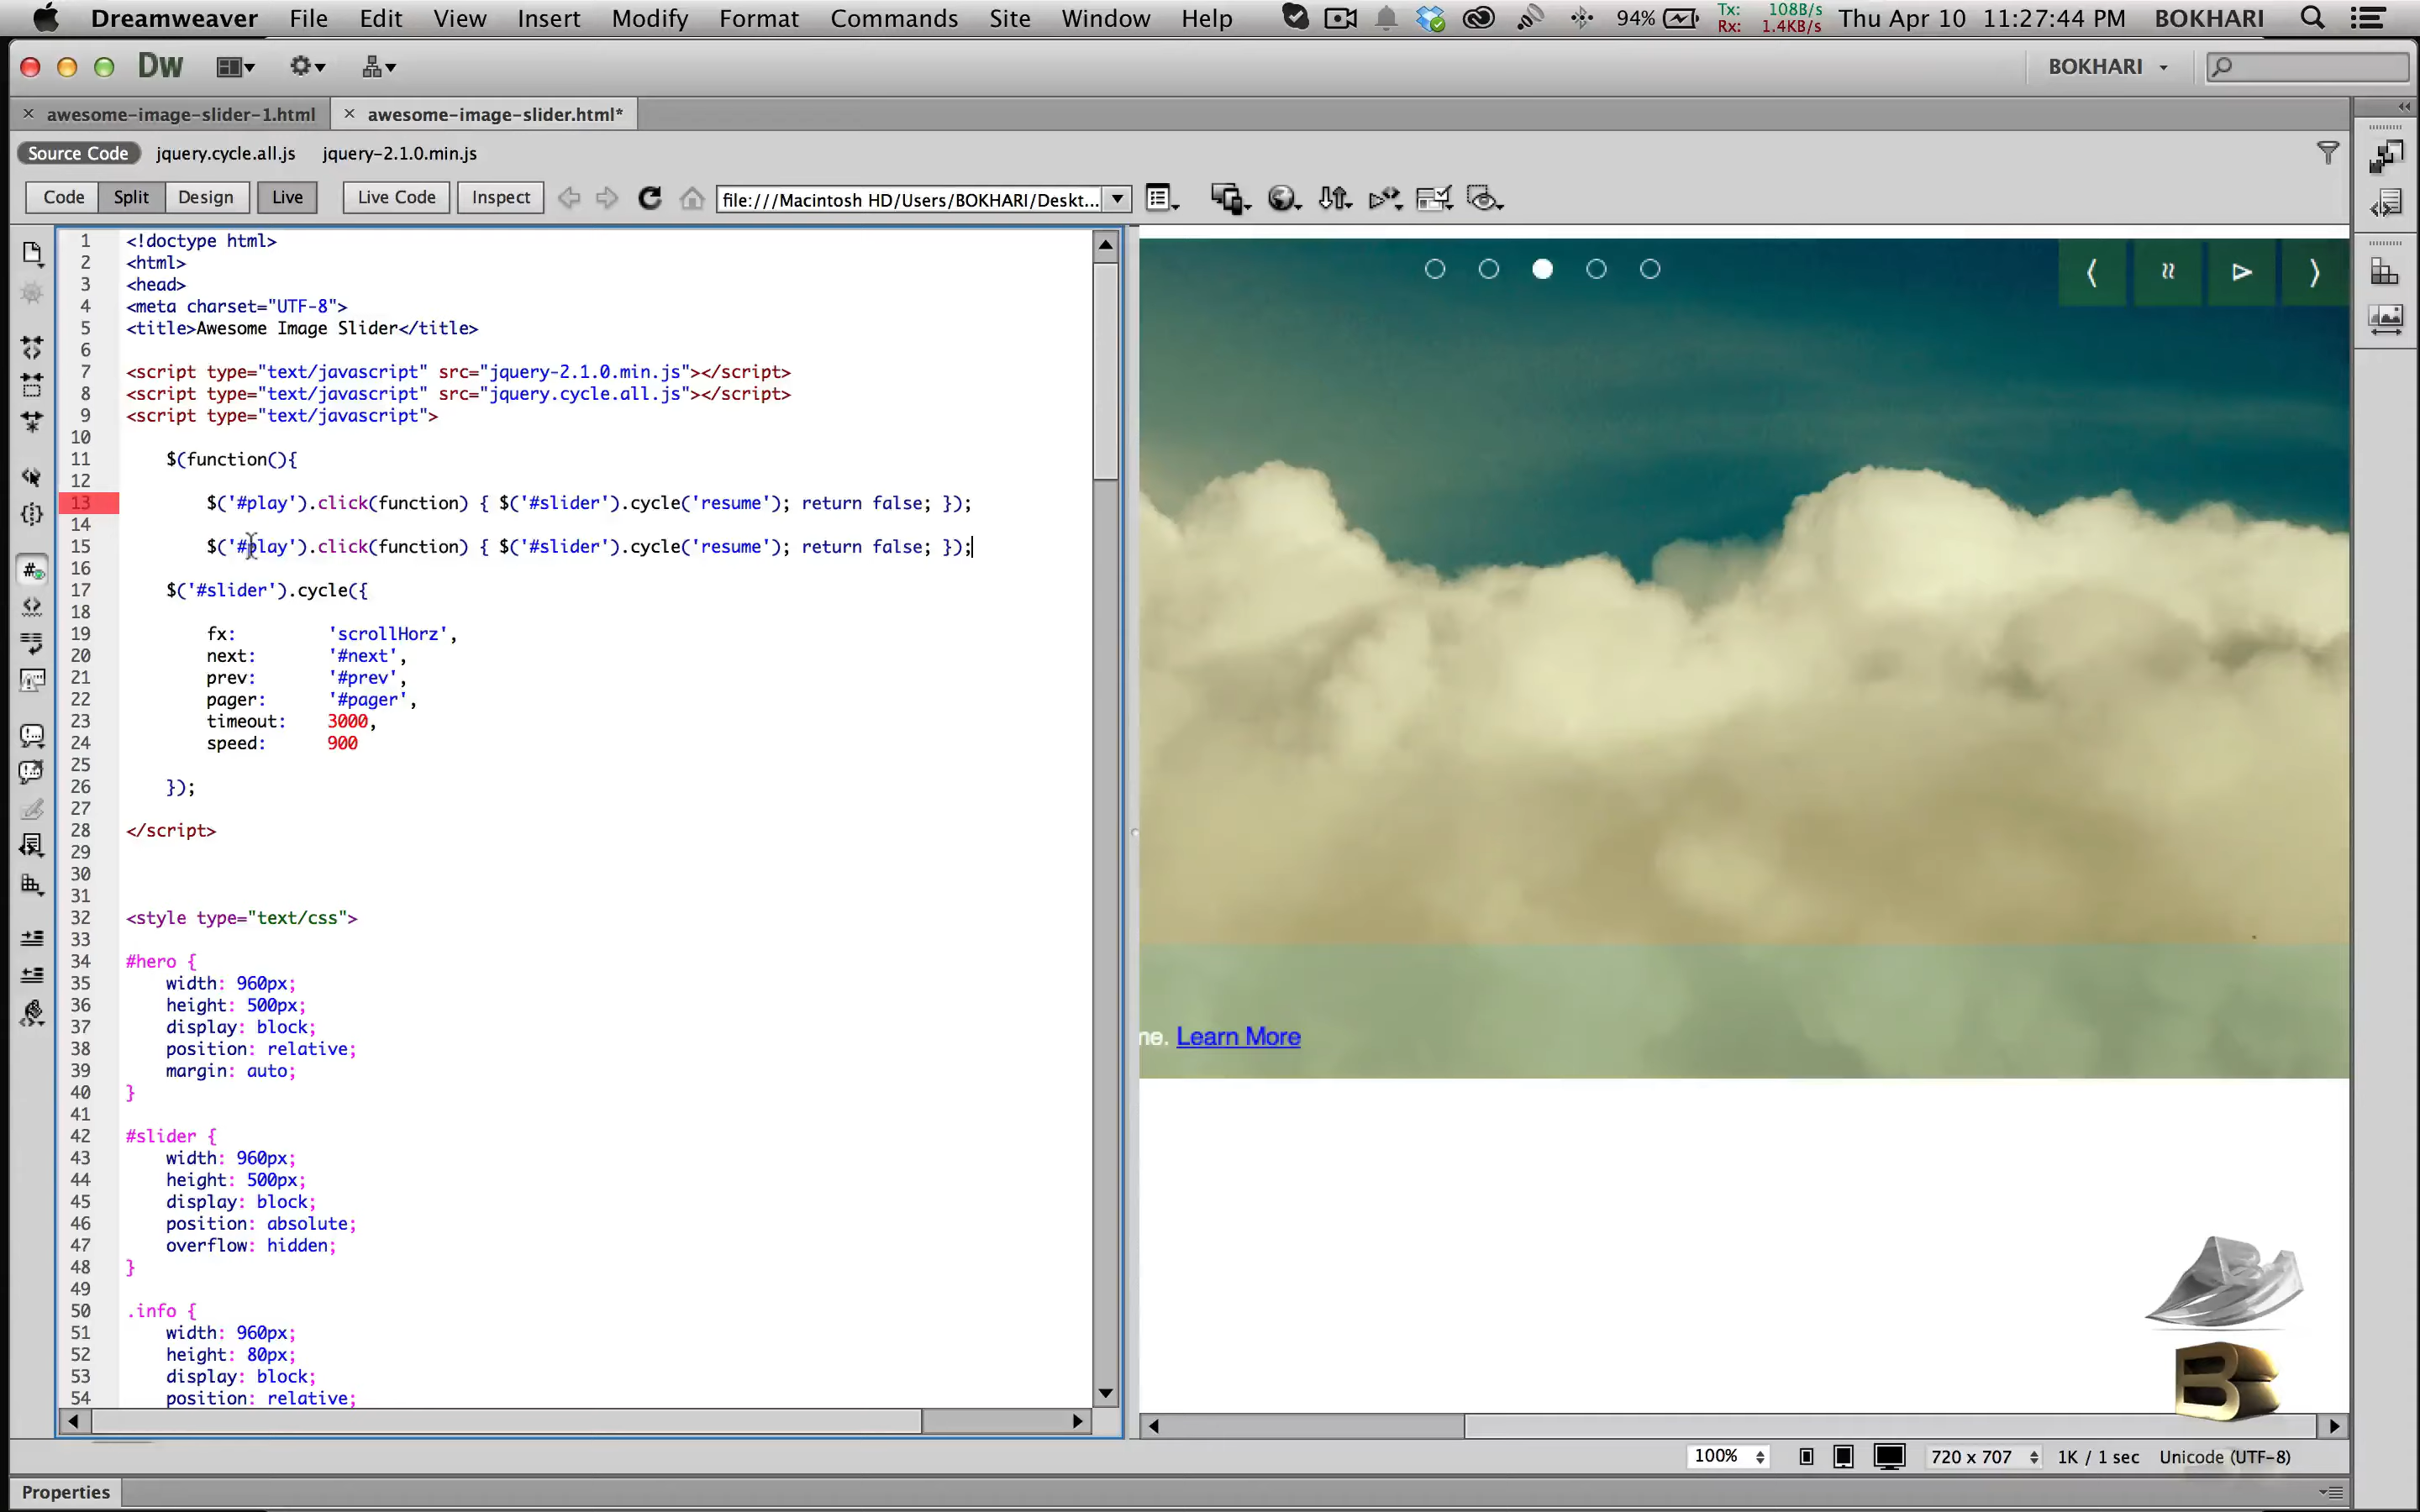 Dreamweaver File Edit View Insert Modify Format Commands Site Window Help 94% Tx: 108B/s Rx: 1.4KB/s Thu Apr 10 11:27:44 PM BOKHARI
Dw BOKHARI
awesome-image-slider-1.html awesome-image-slider.html*
Source Code jquery.cycle.all.js jquery-2.1.0.min.js
Code Split Design Live Live Code Inspect file:///Macintosh HD/Users/BOKHARI/Deskt...
1 <!doctype html>
2 <html>
3 <head>
4 <meta charset="UTF-8">
5 <title>Awesome Image Slider</title>
6
7 <script type="text/javascript" src="jquery-2.1.0.min.js"></script>
8 <script type="text/javascript" src="jquery.cycle.all.js"></script>
9 <script type="text/javascript">
10
11 $(function(){
12
13 $('#play').click(function) { $('#slider').cycle('resume'); return false; });
14
15 $('#play').click(function) { $('#slider').cycle('resume'); return false; });
16
17 $('#slider').cycle({
18
19 fx: 'scrollHorz',
20 next: '#next',
21 prev: '#prev',
22 pager: '#pager',
23 timeout: 3000,
24 speed: 900
25
26 });
27
28 </script>
29
30
31
32 <style type="text/css">
33
34 #hero {
35 width: 960px;
36 height: 500px;
37 display: block;
38 position: relative;
39 margin: auto;
40 }
41
42 #slider {
43 width: 960px;
44 height: 500px;
45 display: block;
46 position: absolute;
47 overflow: hidden;
48 }
49
50 .info {
51 width: 960px;
52 height: 80px;
53 display: block;
54 position: relative;
ne. Learn More
B
100% 720 x 707 1K / 1 sec Unicode (UTF-8)
Properties